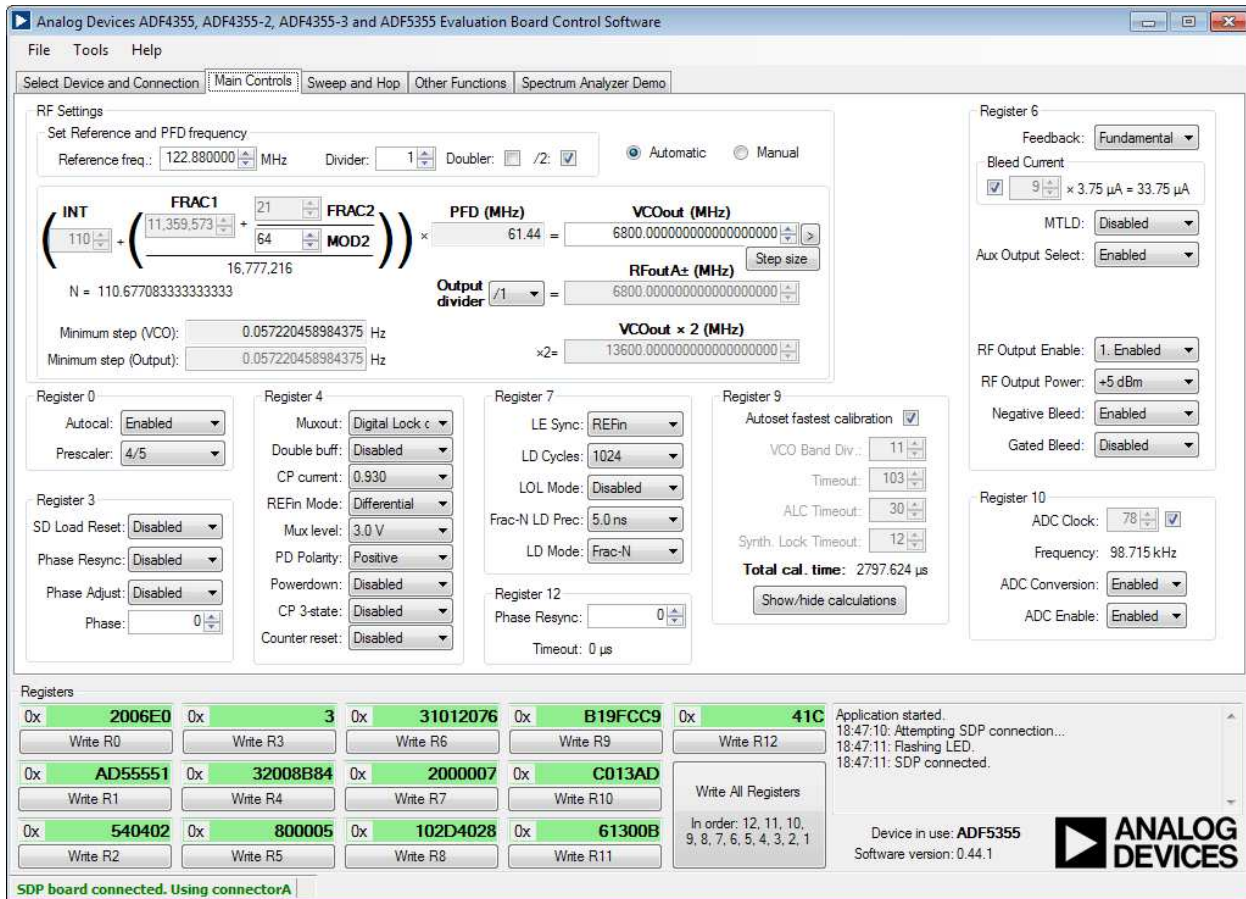 Analog Devices ADF4355, ADF4355-2, ADF4355-3 and ADF5355 Evaluation Board Control Software
File Tools Help
Select Device and Connection Main Controls Sweep and Hop Other Functions Spectrum Analyzer Demo
RF Settings
Set Reference and PFD frequency
Reference freq.: 122.880000 MHz Divider: 1 Doubler: /2: Automatic Manual
INT FRAC1 21 FRAC2 PFD (MHz) VCOout (MHz)
( 110 + ( 11,359,573 + 64 MOD2 ) ) × 61.44 = 6800.000000000000000000 >
16,777,216 Step size
N = 110.677083333333333
RFoutA± (MHz)
Output divider /1 = 6800.000000000000000000
Minimum step (VCO): 0.057220458984375 Hz
VCOout × 2 (MHz)
Minimum step (Output): 0.057220458984375 Hz
×2= 13600.000000000000000000
Register 0
Autocal: Enabled
Prescaler: 4/5
Register 3
SD Load Reset: Disabled
Phase Resync: Disabled
Phase Adjust: Disabled
Phase: 0
Register 4
Muxout: Digital Lock c
Double buff: Disabled
CP current: 0.930
REFin Mode: Differential
Mux level: 3.0 V
PD Polarity: Positive
Powerdown: Disabled
CP 3-state: Disabled
Counter reset: Disabled
Register 7
LE Sync: REFin
LD Cycles: 1024
LOL Mode: Disabled
Frac-N LD Prec: 5.0 ns
LD Mode: Frac-N
Register 12
Phase Resync: 0
Timeout: 0 µs
Register 9
Autoset fastest calibration
VCO Band Div.: 11
Timeout: 103
ALC Timeout: 30
Synth. Lock Timeout: 12
Total cal. time: 2797.624 µs
Show/hide calculations
Register 6
Feedback: Fundamental
Bleed Current
9 × 3.75 µA = 33.75 µA
MTLD: Disabled
Aux Output Select: Enabled
RF Output Enable: 1. Enabled
RF Output Power: +5 dBm
Negative Bleed: Enabled
Gated Bleed: Disabled
Register 10
ADC Clock: 78
Frequency: 98.715 kHz
ADC Conversion: Enabled
ADC Enable: Enabled
Registers
0x 2006E0 0x 3 0x 31012076 0x B19FCC9 0x 41C
Write R0 Write R3 Write R6 Write R9 Write R12
0x AD55551 0x 32008B84 0x 2000007 0x C013AD
Write R1 Write R4 Write R7 Write R10
0x 540402 0x 800005 0x 102D4028 0x 61300B
Write R2 Write R5 Write R8 Write R11
Write All Registers
In order: 12, 11, 10,
9, 8, 7, 6, 5, 4, 3, 2, 1
Application started.
18:47:10: Attempting SDP connection...
18:47:11: Flashing LED.
18:47:11: SDP connected.
Device in use: ADF5355
Software version: 0.44.1
ANALOG
DEVICES
SDP board connected. Using connectorA